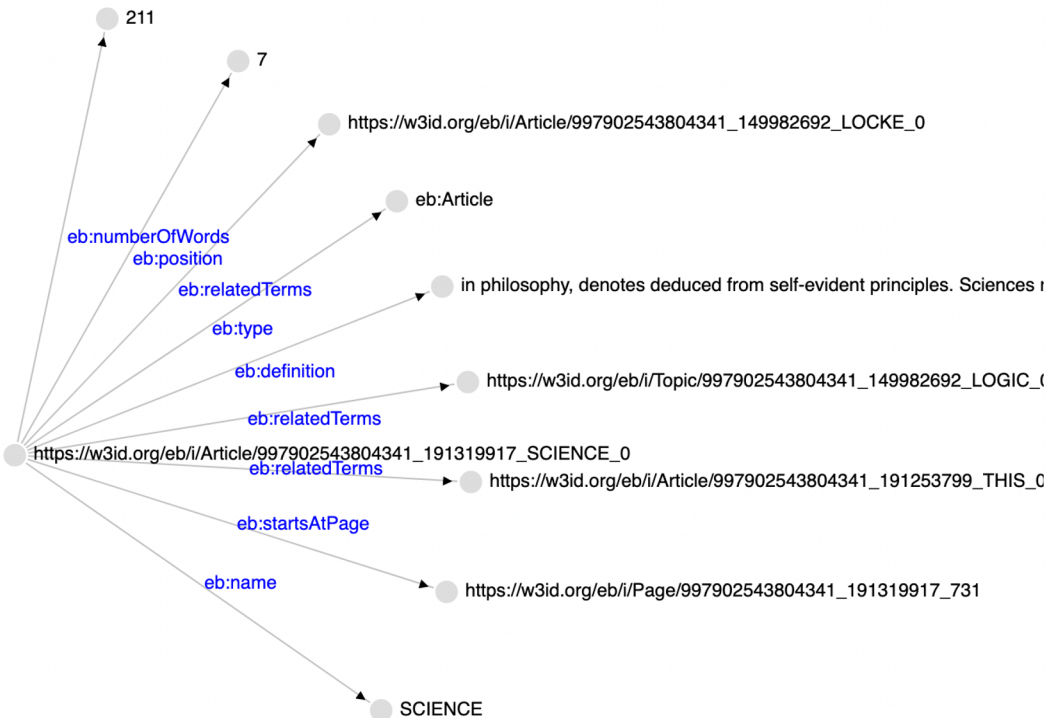 211
7
https://w3id.org/eb/i/Article/997902543804341_149982692_LOCKE_0
eb:Article
eb:numberOfWords
eb:position
eb:relatedTerms
in philosophy, denotes deduced from self-evident principles. Sciences
eb:type
eb:definition
https://w3id.org/eb/i/Topic/997902543804341_149982692_LOGIC_0
eb:relatedTerms
https://w3id.org/eb/i/Article/997902543804341_191319917_SCIENCE_0
eb:relatedTerms
https://w3id.org/eb/i/Article/997902543804341_191253799_THIS_0
eb:startsAtPage
eb:name
https://w3id.org/eb/i/Page/997902543804341_191319917_731
SCIENCE